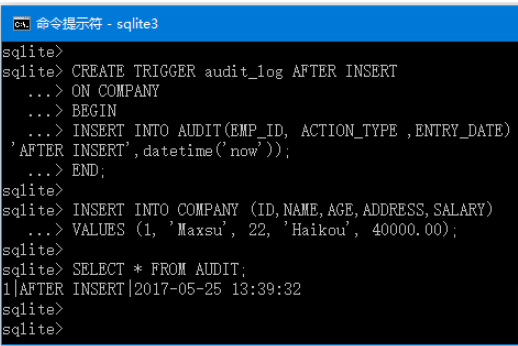 命令提示符 - sqlite3
sqlite>
sqlite> CREATE TRIGGER audit_log AFTER INSERT
...> ON COMPANY
...> BEGIN
...> INSERT INTO AUDIT(EMP_ID, ACTION_TYPE ,ENTRY_DATE)
'AFTER INSERT',datetime('now'));
...> END;
sqlite>
sqlite> INSERT INTO COMPANY (ID,NAME,AGE,ADDRESS,SALARY)
...> VALUES (1, 'Maxsu', 22, 'Haikou', 40000.00);
sqlite>
sqlite> SELECT * FROM AUDIT;
1|AFTER INSERT|2017-05-25 13:39:32
sqlite>
sqlite>